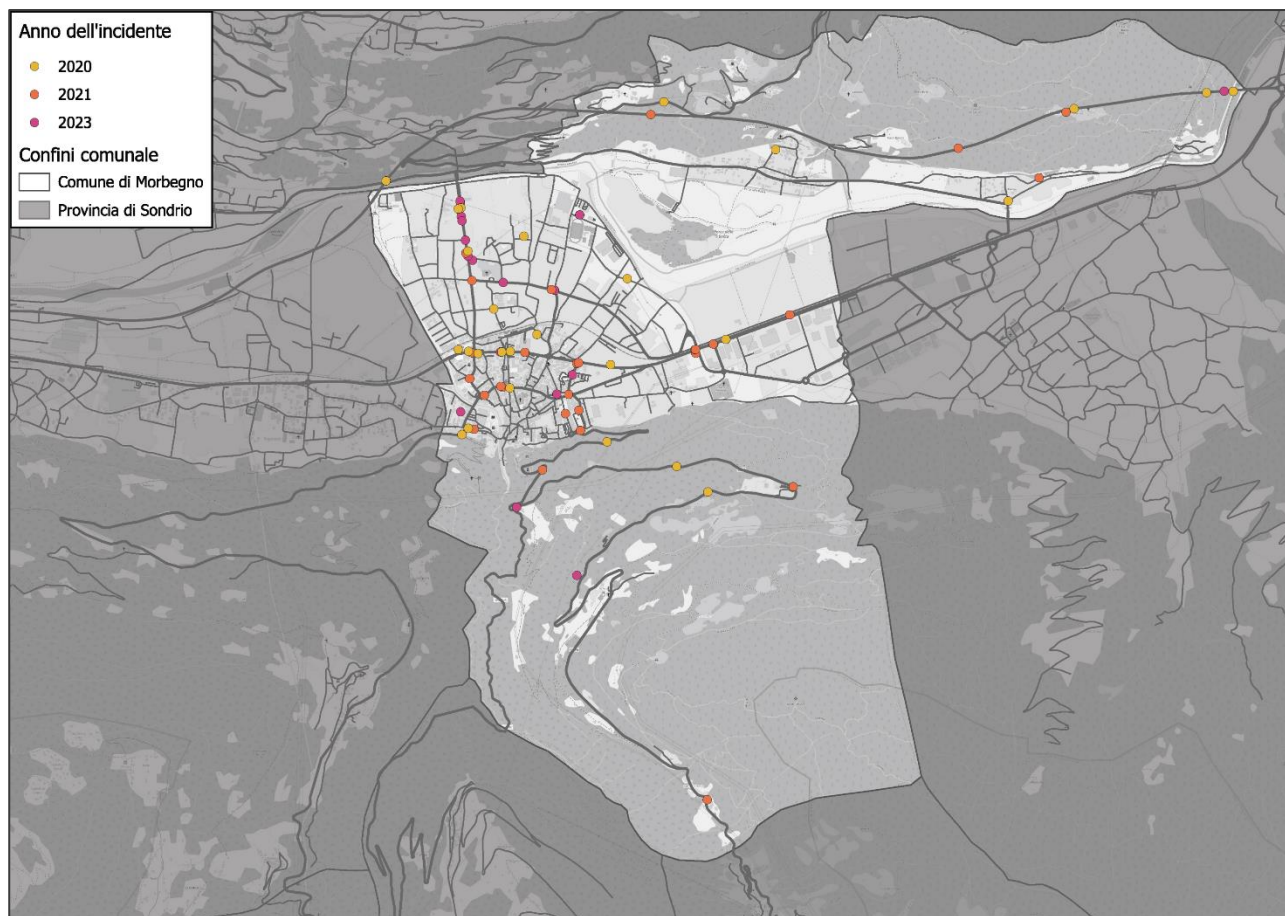 Anno dell'incidente
2020
2021
2023
Confini comunale
Comune di Morbegno
Provincia di Sondrio